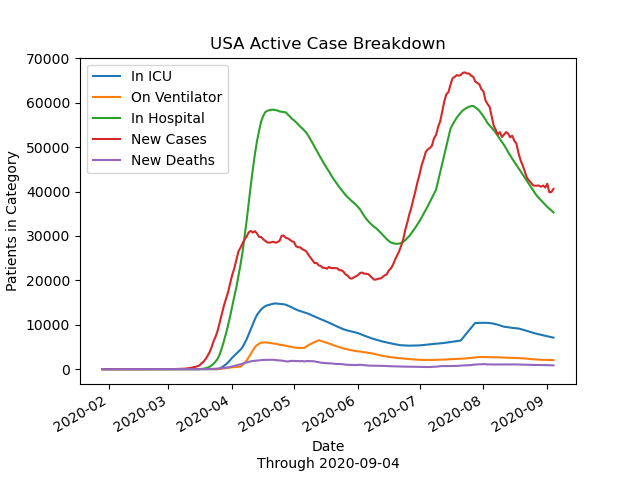 USA Active Case Breakdown
70000
60000
50000
40000
30000
20000
10000
0
Patients in Category
In ICU
On Ventilator
In Hospital
New Cases
New Deaths
2020-02
2020-03
2020-04
2020-05
2020-06
2020-07
2020-08
2020-09
Date
Through 2020-09-04